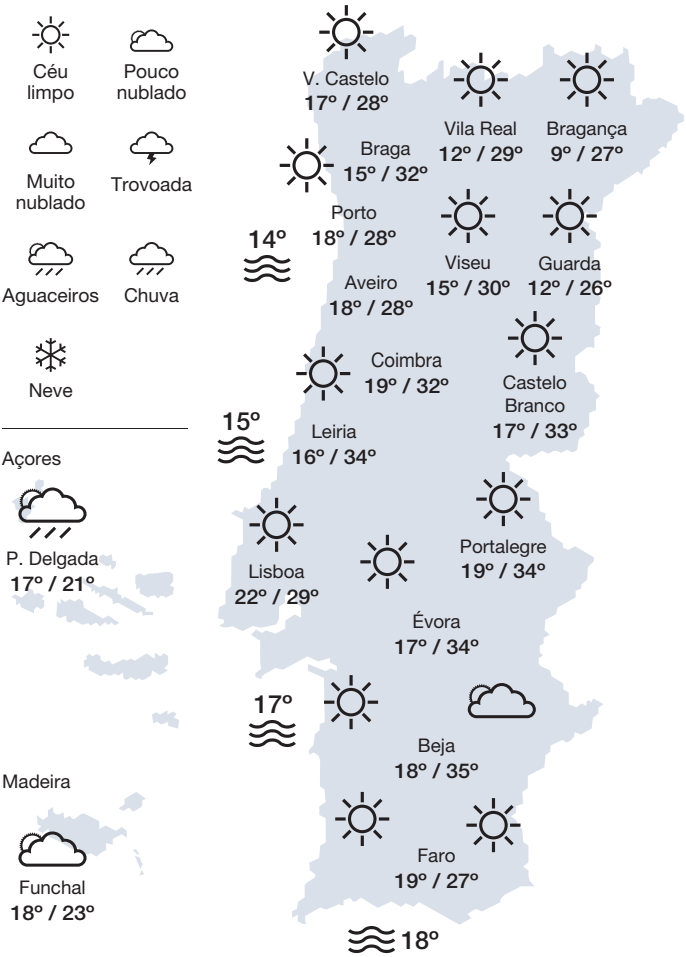 Céu
limpo
Pouco
nublado
Muito
nublado
Trovoada
Aguaceiros
Chuva
Neve
Açores
P. Delgada
17º / 21º
Madeira
Funchal
18º / 23º
V. Castelo
17º / 28º
Vila Real
12º / 29º
Bragança
9º / 27º
Braga
15º / 32º
Porto
18º / 28º
14º
Viseu
15º / 30º
Guarda
12º / 26º
Aveiro
18º / 28º
Coimbra
19º / 32º
Castelo
Branco
17º / 33º
15º
Leiria
16º / 34º
Portalegre
19º / 34º
Lisboa
22º / 29º
Évora
17º / 34º
17º
Beja
18º / 35º
Faro
19º / 27º
18º